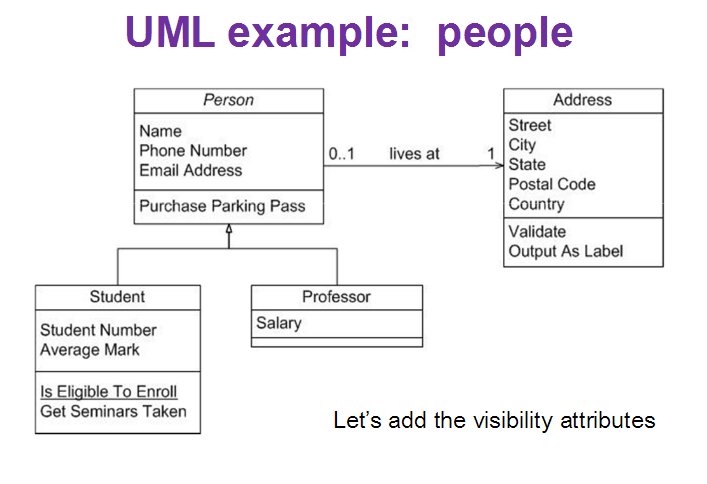 UML example:  people
Person
Name
Phone Number
Email Address
Purchase Parking Pass
0..1 lives at 1
Address
Street
City
State
Postal Code
Country
Validate
Output As Label
Student
Student Number
Average Mark
Is Eligible To Enroll
Get Seminars Taken
Professor
Salary
Let's add the visibility attributes